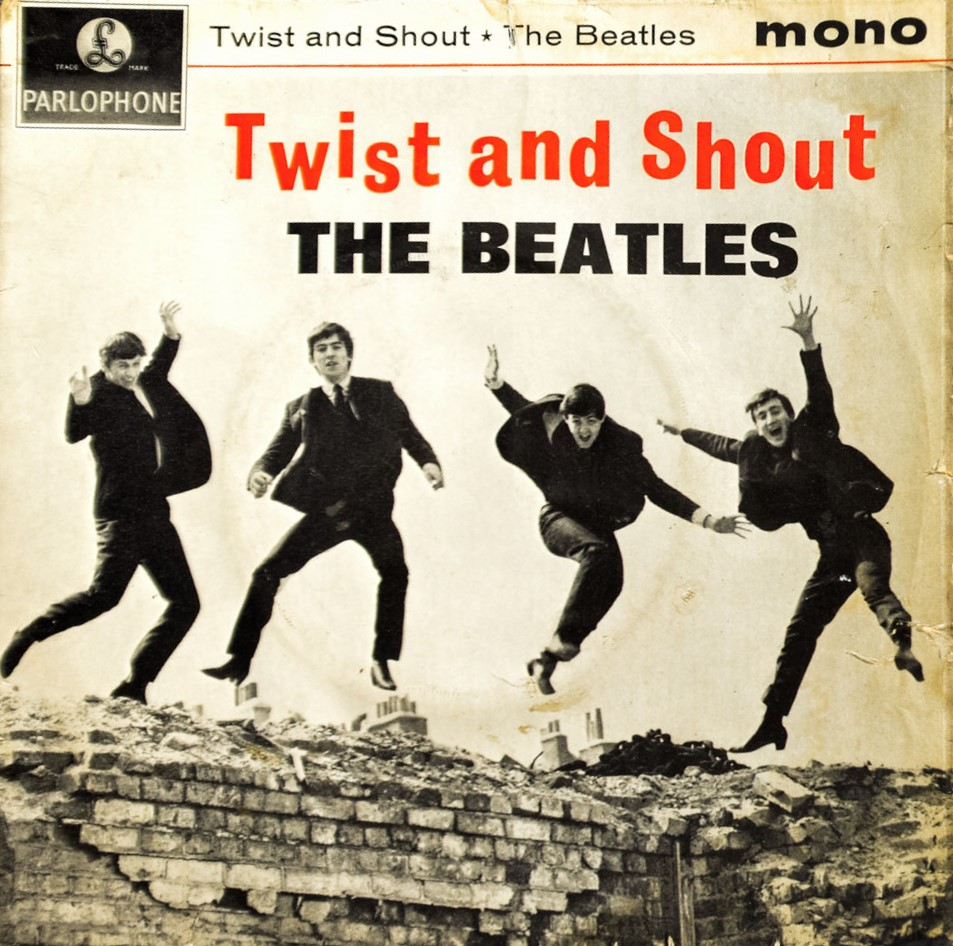 Twist and Shout ★ The Beatles
mono
£
TRADE MARK
PARLOPHONE
Twist and Shout
THE BEATLES